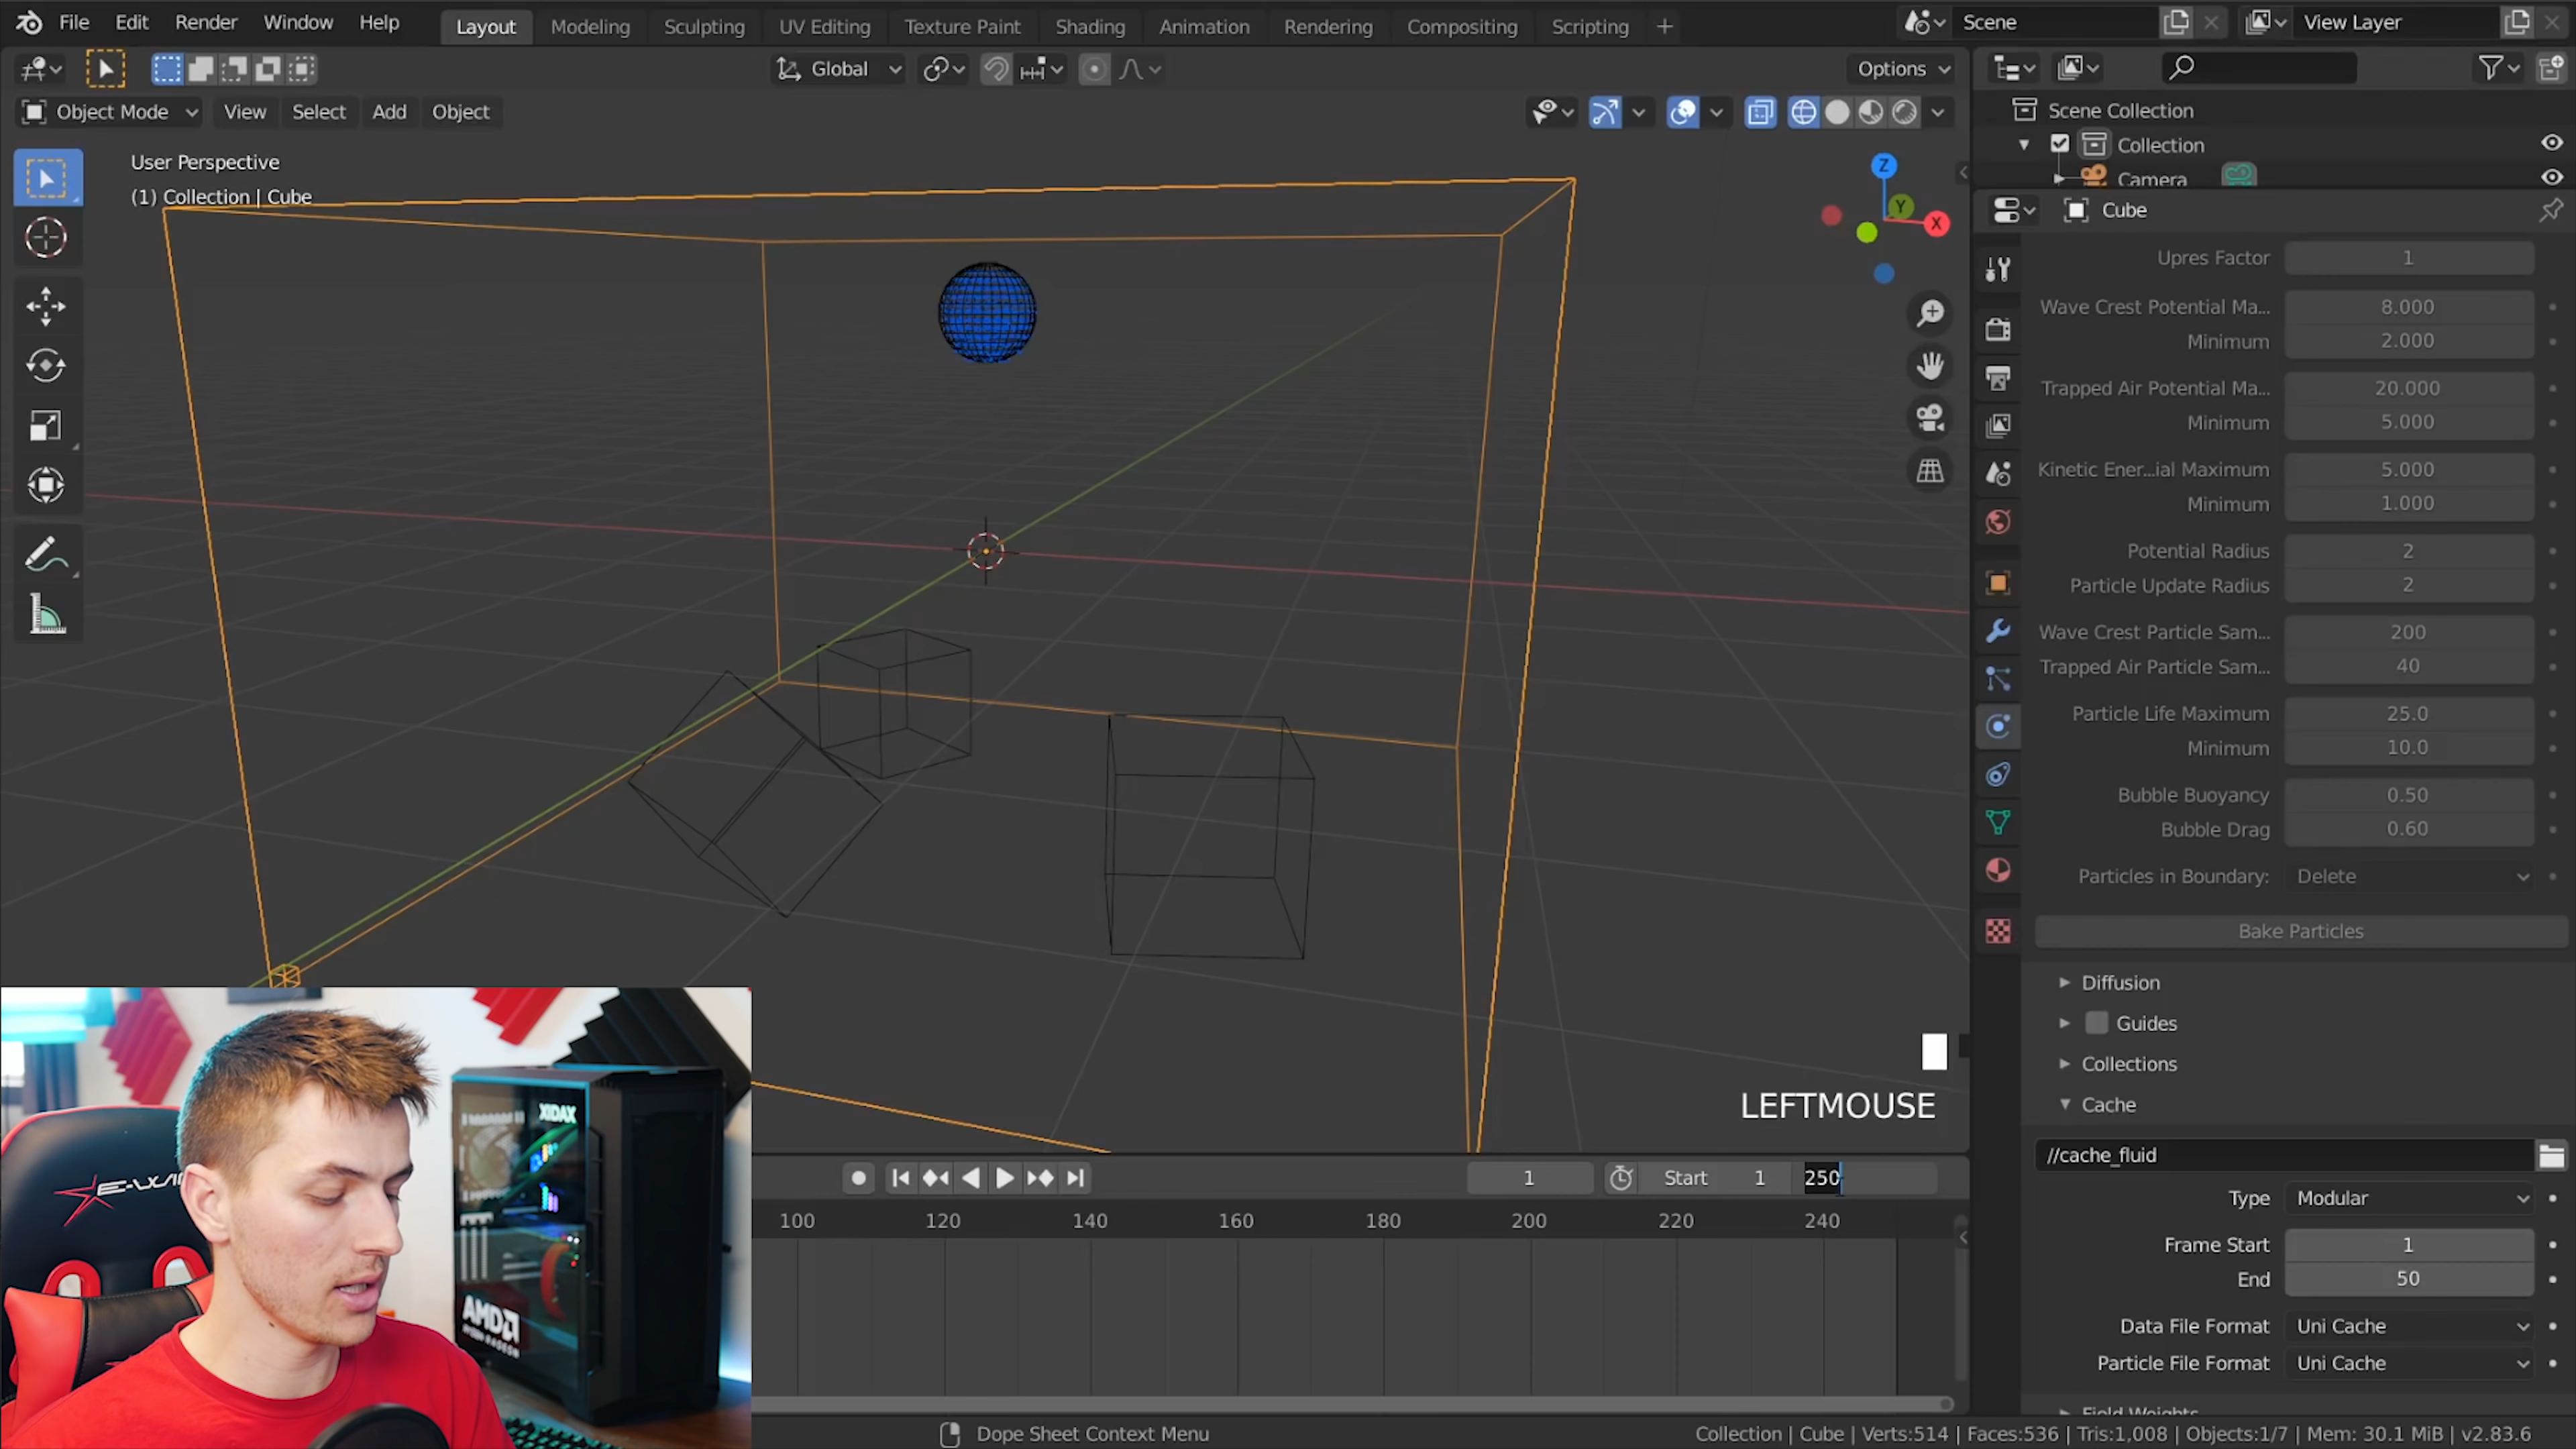 File Edit Render Window Help Layout Modeling Sculpting UV Editing Texture Paint Shading Animation Rendering Compositing Scripting + Scene View Layer
Global Options
Object Mode View Select Add Object
User Perspective
(1) Collection | Cube
Z
Y
X
Scene Collection
Collection
Camera
Cube
Upres Factor 1
Wave Crest Potential Ma... 8.000
Minimum 2.000
Trapped Air Potential Ma... 20.000
Minimum 5.000
Kinetic Ener...ial Maximum 5.000
Minimum 1.000
Potential Radius 2
Particle Update Radius 2
Wave Crest Particle Sam... 200
Trapped Air Particle Sam... 40
Particle Life Maximum 25.0
Minimum 10.0
Bubble Buoyancy 0.50
Bubble Drag 0.60
Particles in Boundary: Delete
Bake Particles
Diffusion
Guides
Collections
Cache
//cache_fluid
Type Modular
Frame Start 1
End 50
Data File Format Uni Cache
Particle File Format Uni Cache
Field Weights
LEFTMOUSE
1 Start 1 250
100 120 140 160 180 200 220 240
XIDAX
E-WIN
AMD
Dope Sheet Context Menu
Collection | Cube | Verts:514 | Faces:536 | Tris:1,008 | Objects:1/7 | Mem: 30.1 MiB | v2.83.6